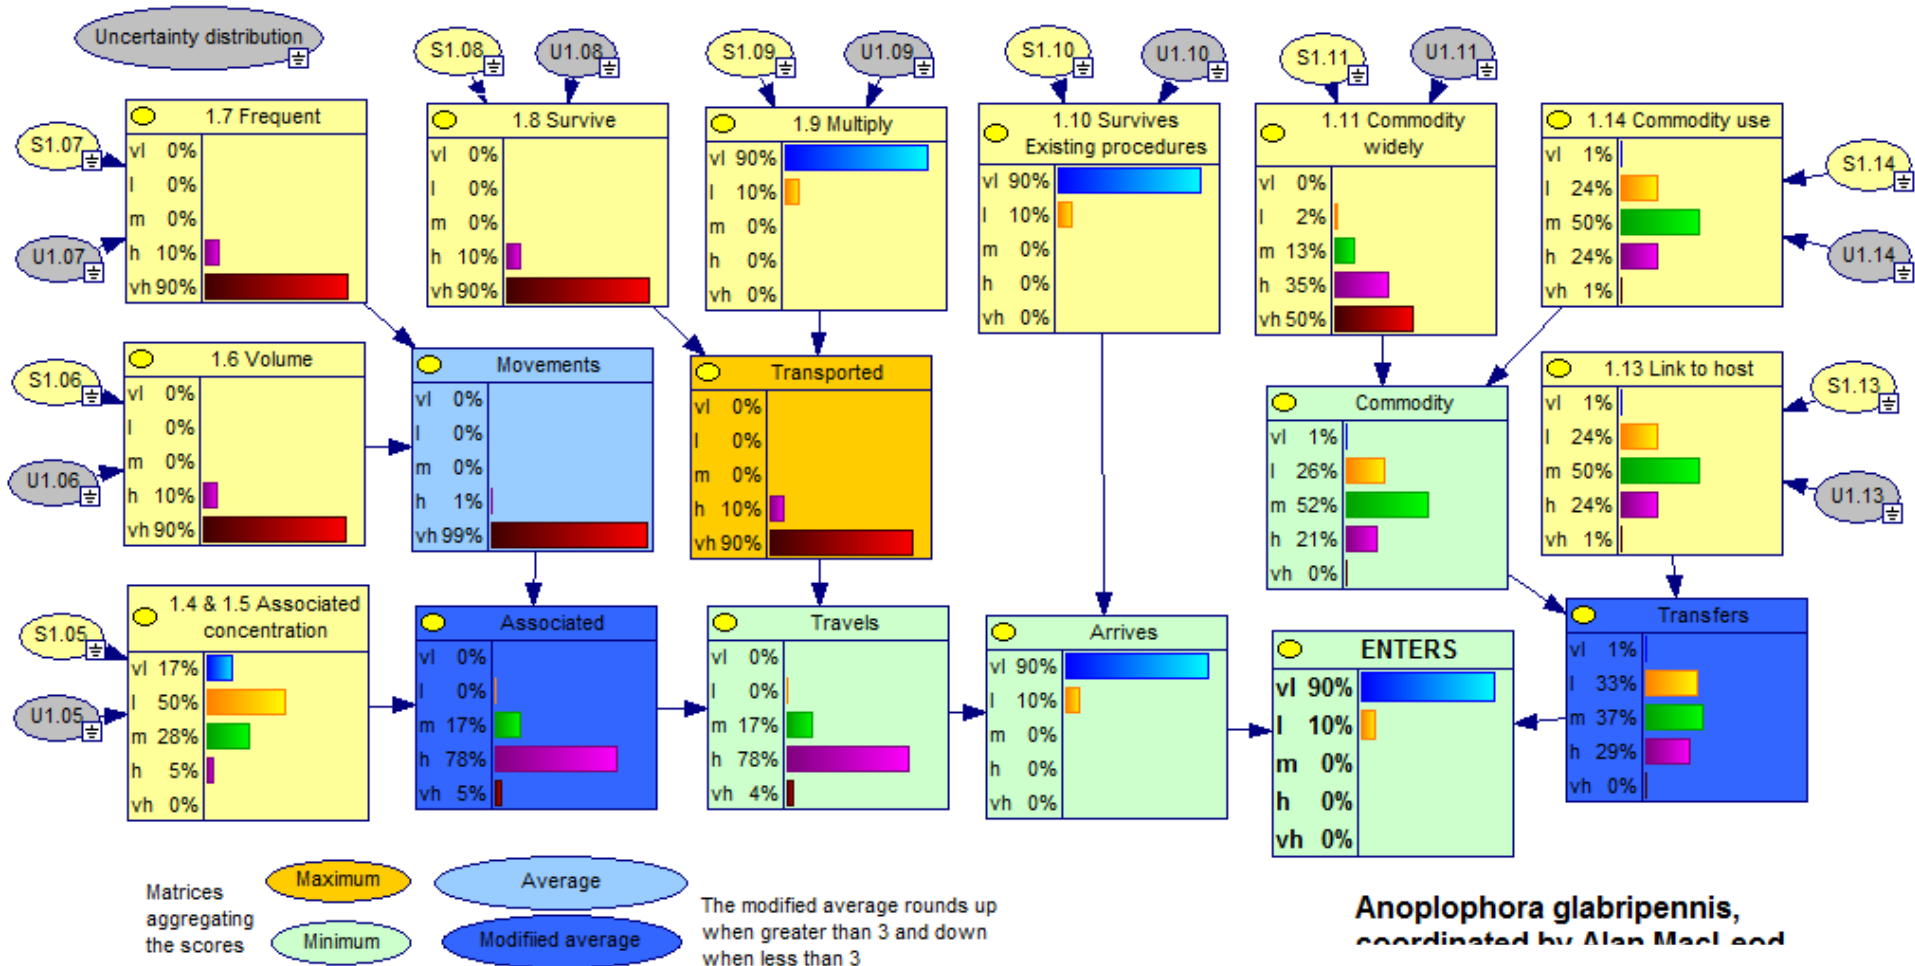 Uncertainty distribution
S1.08
U1.08
S1.09
U1.09
S1.10
U1.10
S1.11
U1.11
S1.07
U1.07
1.7 Frequent
vl 0%
l 0%
m 0%
h 10%
vh 90%
1.8 Survive
vl 0%
l 0%
m 0%
h 10%
vh 90%
1.9 Multiply
vl 90%
l 10%
m 0%
h 0%
vh 0%
1.10 Survives
Existing procedures
vl 90%
l 10%
m 0%
h 0%
vh 0%
1.11 Commodity
widely
vl 0%
l 2%
m 13%
h 35%
vh 50%
1.14 Commodity use
vl 1%
l 24%
m 50%
h 24%
vh 1%
S1.14
U1.14
S1.06
U1.06
1.6 Volume
vl 0%
l 0%
m 0%
h 10%
vh 90%
Movements
vl 0%
l 0%
m 0%
h 1%
vh 99%
Transported
vl 0%
l 0%
m 0%
h 10%
vh 90%
Commodity
vl 1%
l 26%
m 52%
h 21%
vh 0%
1.13 Link to host
vl 1%
l 24%
m 50%
h 24%
vh 1%
S1.13
U1.13
S1.05
U1.05
1.4 & 1.5 Associated
concentration
vl 17%
l 50%
m 28%
h 5%
vh 0%
Associated
vl 0%
l 0%
m 17%
h 78%
vh 5%
Travels
vl 0%
l 0%
m 17%
h 78%
vh 4%
Arrives
vl 90%
l 10%
m 0%
h 0%
vh 0%
ENTERS
vl 90%
l 10%
m 0%
h 0%
vh 0%
Transfers
vl 1%
l 33%
m 37%
h 29%
vh 0%
Matrices
aggregating
the scores
Maximum
Average
Minimum
Modifiied average
The modified average rounds up
when greater than 3 and down
when less than 3
Anoplophora glabripennis,
coordinated by Alan MacLeod